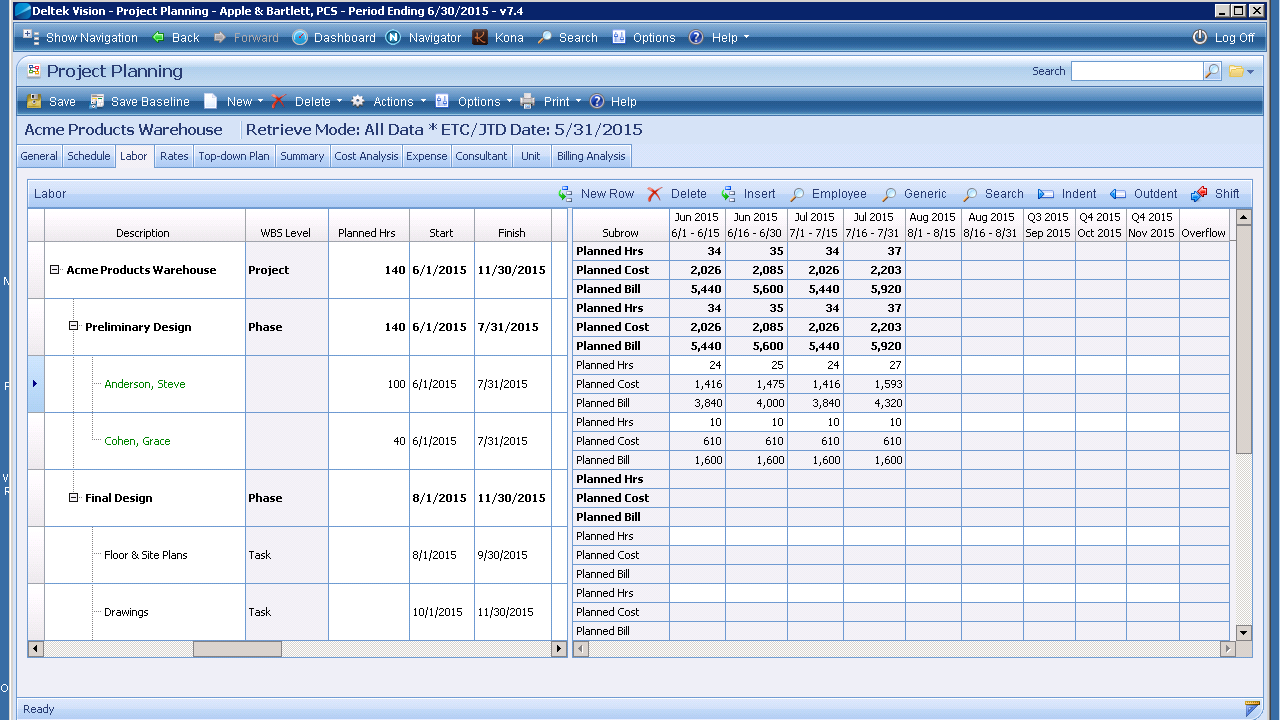 Deltek Vision - Project Planning - Apple & Bartlett, PCS - Period Ending 6/30/2015 - v7.4
Show Navigation Back Forward Dashboard Navigator Kona Search Options Help Log Off
Project Planning Search
Save Save Baseline New Delete Actions Options Print Help
Acme Products Warehouse Retrieve Mode: All Data * ETC/JTD Date: 5/31/2015
General Schedule Labor Rates Top-down Plan Summary Cost Analysis Expense Consultant Unit Billing Analysis
Labor New Row Delete Insert Employee Generic Search Indent Outdent Shift
Jun 2015 Jun 2015 Jul 2015 Jul 2015 Aug 2015 Aug 2015 Q3 2015 Q4 2015 Q4 2015
Description WBS Level Planned Hrs Start Finish Subrow 6/1 - 6/15 6/16 - 6/30 7/1 - 7/15 7/16 - 7/31 8/1 - 8/15 8/16 - 8/31 Sep 2015 Oct 2015 Nov 2015 Overflow
Planned Hrs 34 35 34 37
Acme Products Warehouse Project 140 6/1/2015 11/30/2015 Planned Cost 2,026 2,085 2,026 2,203
Planned Bill 5,440 5,600 5,440 5,920
Planned Hrs 34 35 34 37
Preliminary Design Phase 140 6/1/2015 7/31/2015 Planned Cost 2,026 2,085 2,026 2,203
Planned Bill 5,440 5,600 5,440 5,920
Planned Hrs 24 25 24 27
Anderson, Steve 100 6/1/2015 7/31/2015 Planned Cost 1,416 1,475 1,416 1,593
Planned Bill 3,840 4,000 3,840 4,320
Planned Hrs 10 10 10 10
Cohen, Grace 40 6/1/2015 7/31/2015 Planned Cost 610 610 610 610
Planned Bill 1,600 1,600 1,600 1,600
Planned Hrs
Final Design Phase 8/1/2015 11/30/2015 Planned Cost
Planned Bill
Planned Hrs
Floor & Site Plans Task 8/1/2015 9/30/2015 Planned Cost
Planned Bill
Planned Hrs
Drawings Task 10/1/2015 11/30/2015 Planned Cost
Planned Bill
Ready